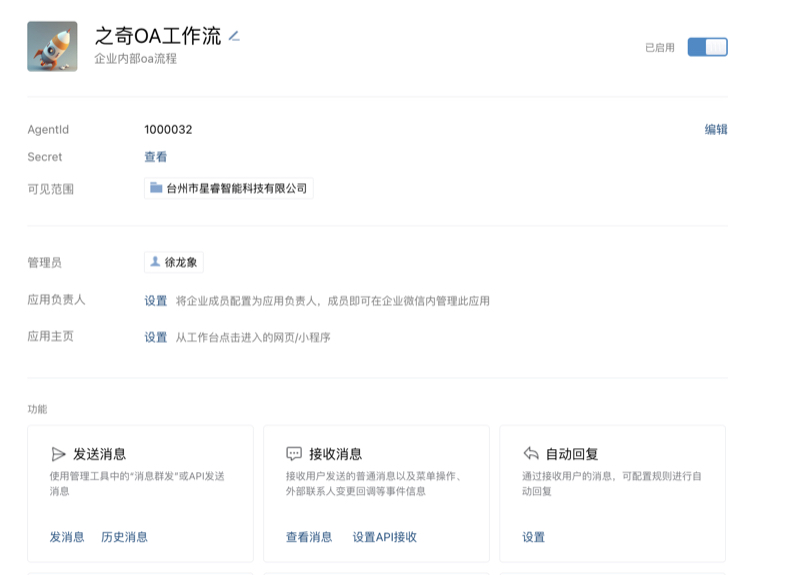 之奇OA工作流
企业内部oa流程
已启用
AgentId 1000032 编辑
Secret 查看
可见范围 台州市星睿智能科技有限公司
管理员 徐龙象
应用负责人 设置 将企业成员配置为应用负责人，成员即可在企业微信内管理此应用
应用主页 设置 从工作台点击进入的网页/小程序
功能
发送消息
使用管理工具中的“消息群发”或API发送
消息
发消息 历史消息
接收消息
接收用户发送的普通消息以及菜单操作、
外部联系人变更回调等事件信息
查看消息 设置API接收
自动回复
通过接收用户的消息，可配置规则进行自
动回复
设置